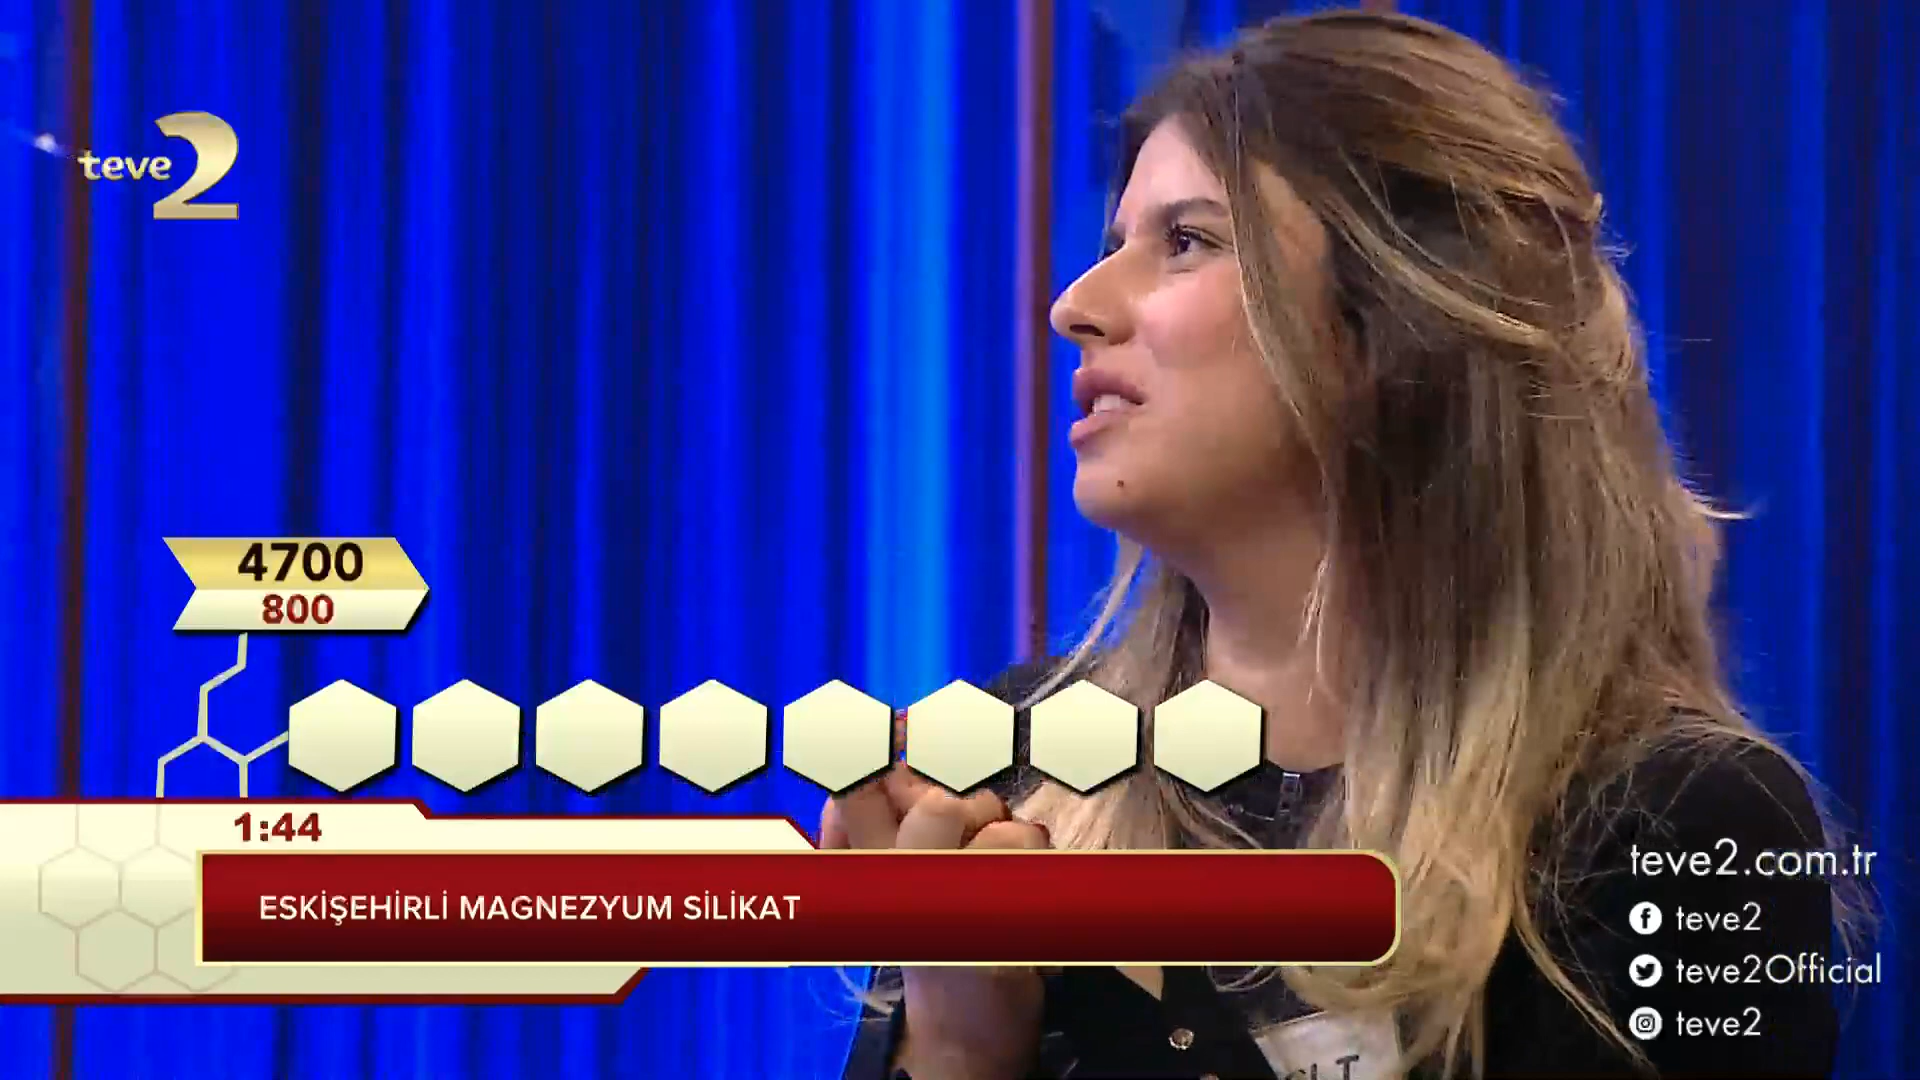 teve2
4700
800
1:44
ESKİŞEHİRLİ MAGNEZYUM SİLİKAT
teve2.com.tr
teve2
teve2Official
teve2